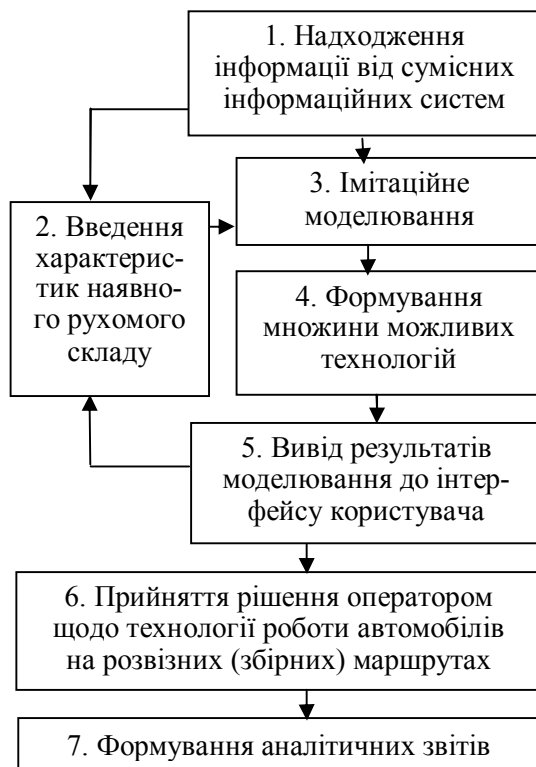 1. Надходження
інформації від сумісних
інформаційних систем
2. Введення
характерис-
тик наявно-
го рухомого
складу
3. Імітаційне
моделювання
4. Формування
множини можливих
технологій
5. Вивід результатів
моделювання до інтер-
фейсу користувача
6. Прийняття рішення оператором
щодо технології роботи автомобілів
на розвізних (збірних) маршрутах
7. Формування аналітичних звітів